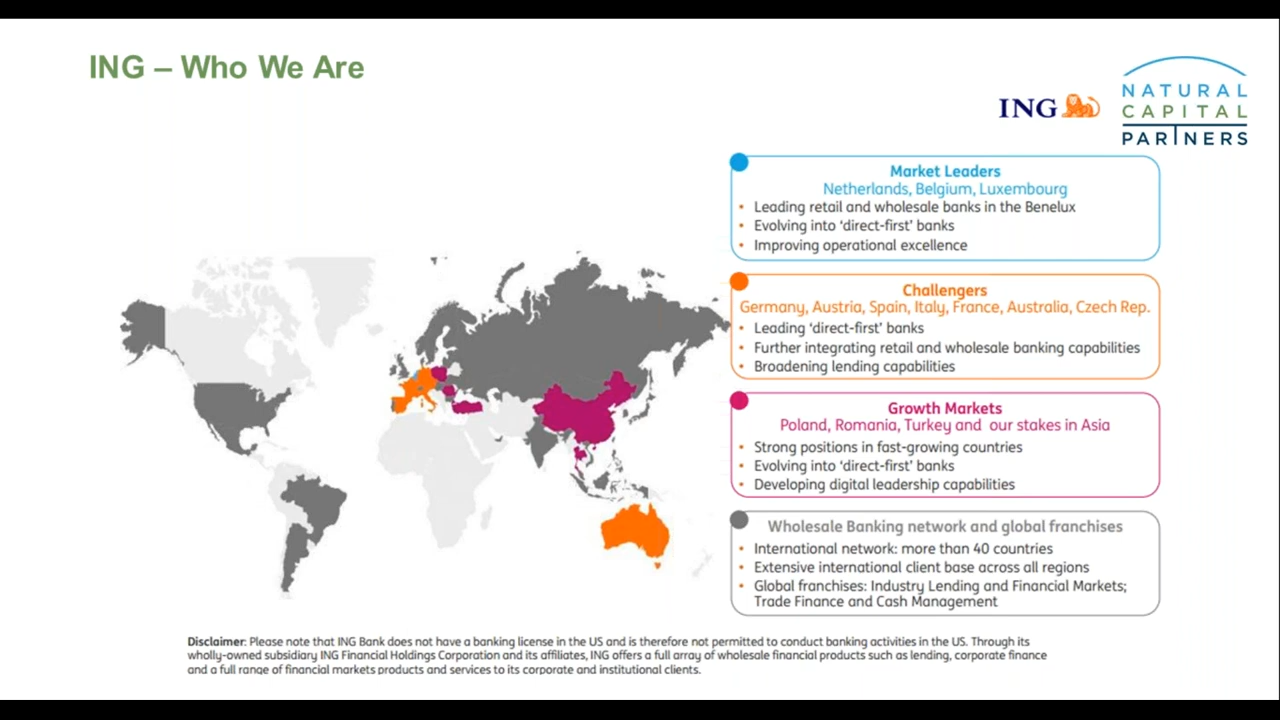 ING – Who We Are
ING
NATURAL
CAPITAL
PARTNERS
Market Leaders
Netherlands, Belgium, Luxembourg
• Leading retail and wholesale banks in the Benelux
• Evolving into ‘direct-first’ banks
• Improving operational excellence
Challengers
Germany, Austria, Spain, Italy, France, Australia, Czech Rep.
• Leading ‘direct-first’ banks
• Further integrating retail and wholesale banking capabilities
• Broadening lending capabilities
Growth Markets
Poland, Romania, Turkey and our stakes in Asia
• Strong positions in fast-growing countries
• Evolving into ‘direct-first’ banks
• Developing digital leadership capabilities
Wholesale Banking network and global franchises
• International network: more than 40 countries
• Extensive international client base across all regions
• Global franchises: Industry Lending and Financial Markets;
Trade Finance and Cash Management
Disclaimer: Please note that ING Bank does not have a banking license in the US and is therefore not permitted to conduct banking activities in the US. Through its
wholly-owned subsidiary ING Financial Holdings Corporation and its affiliates, ING offers a full array of wholesale financial products such as lending, corporate finance
and a full range of financial markets products and services to its corporate and institutional clients.